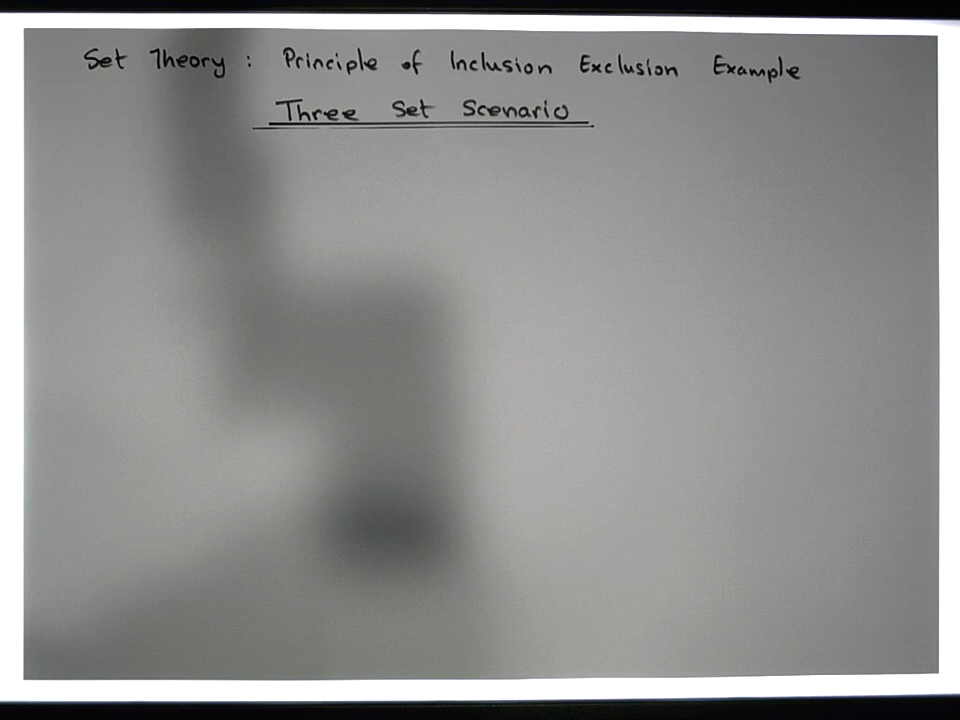 Set Theory : Principle of Inclusion Exclusion Example
Three Set Scenario